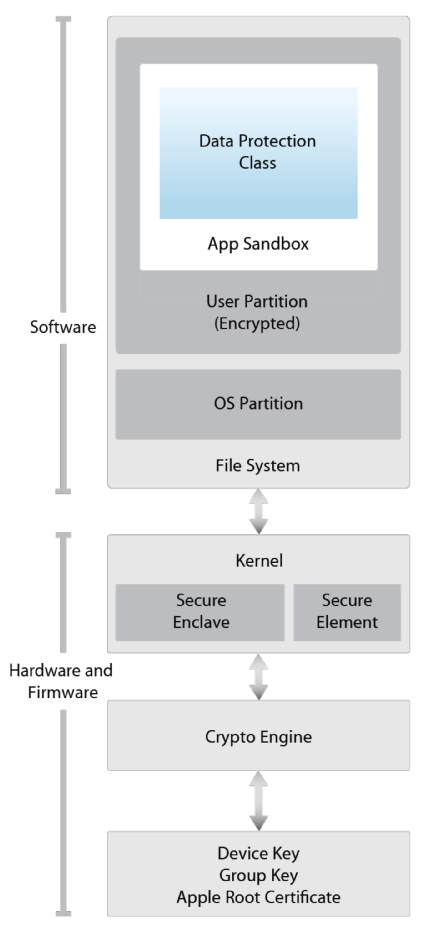 Data Protection
Class
App Sandbox
User Partition
(Encrypted)
Software
OS Partition
File System
Kernel
Secure
Enclave
Secure
Element
Hardware and
Firmware
Crypto Engine
Device Key
Group Key
Apple Root Certificate